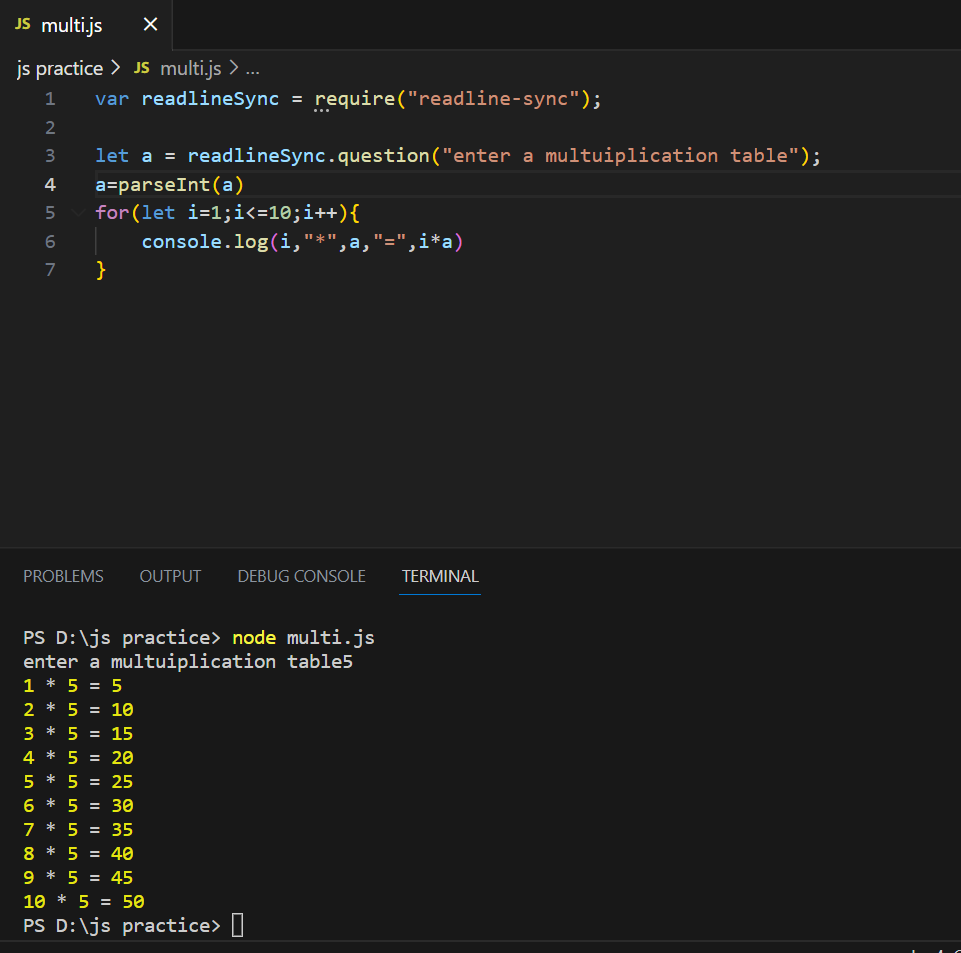 JS multi.js ×
js practice > JS multi.js > ...
1 var readlineSync = require("readline-sync");
2
3 let a = readlineSync.question("enter a multuiplication table");
4 a=parseInt(a)
5 for(let i=1;i<=10;i++){
6 console.log(i,"*",a,"=",i*a)
7 }
PROBLEMS OUTPUT DEBUG CONSOLE TERMINAL
PS D:\js practice> node multi.js
enter a multuiplication table5
1 * 5 = 5
2 * 5 = 10
3 * 5 = 15
4 * 5 = 20
5 * 5 = 25
6 * 5 = 30
7 * 5 = 35
8 * 5 = 40
9 * 5 = 45
10 * 5 = 50
PS D:\js practice>